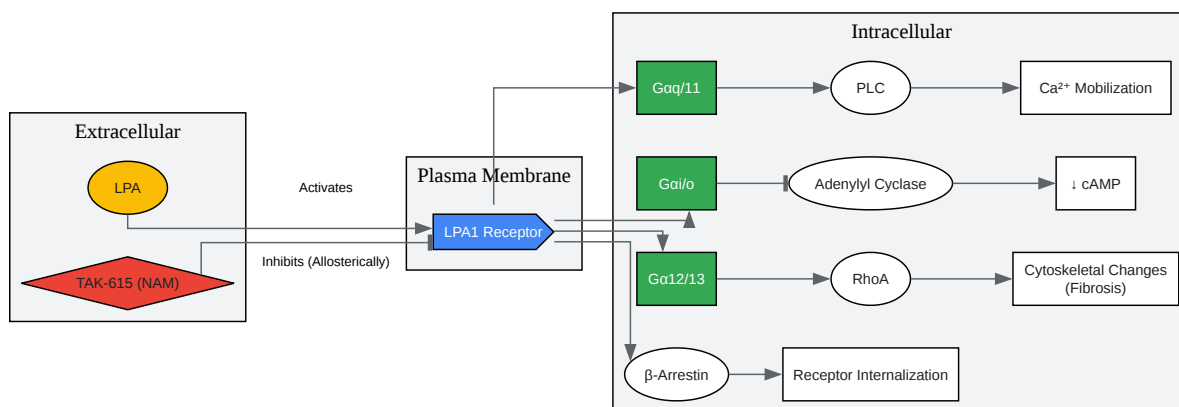 Intracellular
Gαq/11
PLC
Ca²⁺ Mobilization
Extracellular
LPA
Activates
Plasma Membrane
Gαi/o
Adenylyl Cyclase
↓ cAMP
LPA1 Receptor
Inhibits (Allosterically)
TAK-615 (NAM)
Gα12/13
RhoA
Cytoskeletal Changes
(Fibrosis)
β-Arrestin
Receptor Internalization